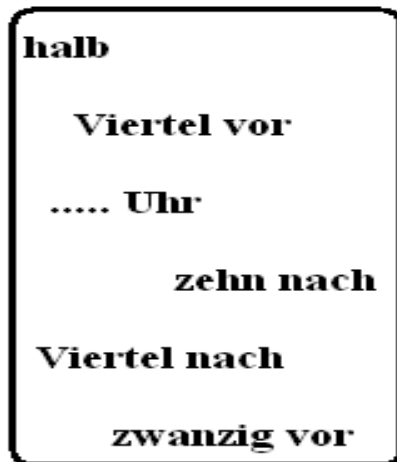 halb
Viertel vor
..... Uhr
zehn nach
Viertel nach
zwanzig vor